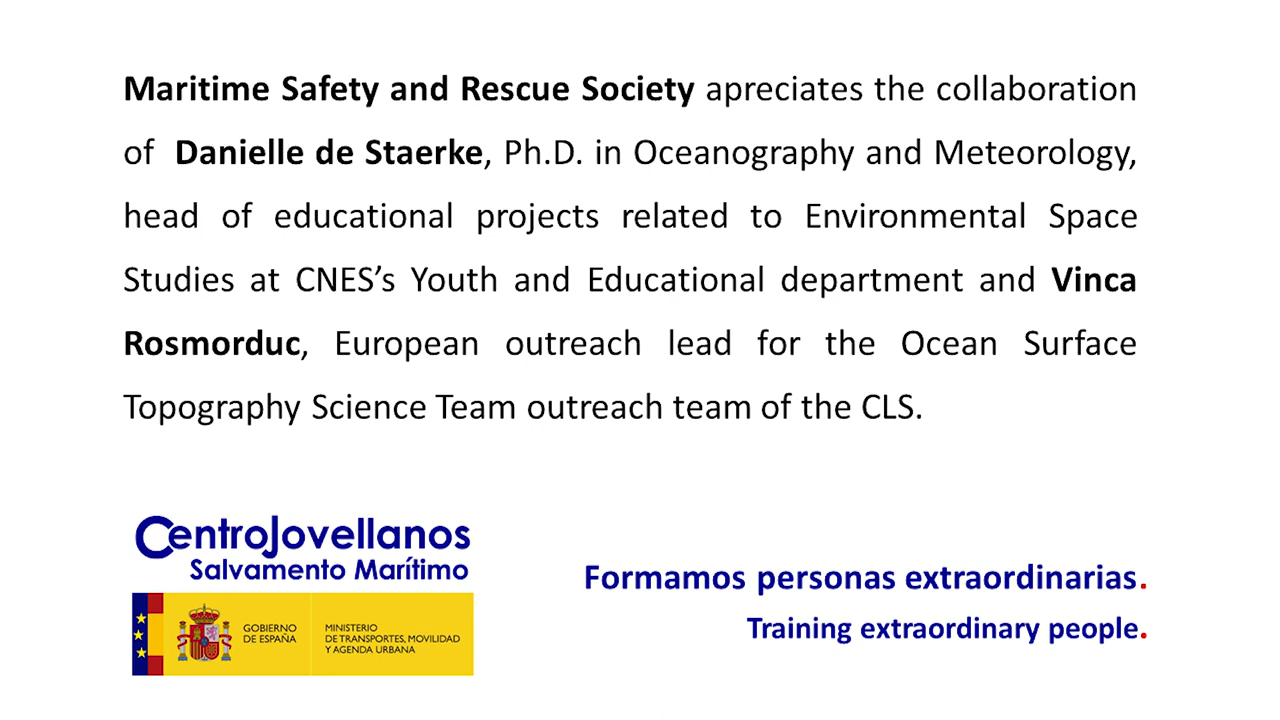 Maritime Safety and Rescue Society apreciates the collaboration
of Danielle de Staerke, Ph.D. in Oceanography and Meteorology,
head of educational projects related to Environmental Space
Studies at CNES’s Youth and Educational department and Vinca
Rosmorduc, European outreach lead for the Ocean Surface
Topography Science Team outreach team of the CLS.
CentroJovellanos
Salvamento Marítimo
GOBIERNO
DE ESPAÑA
MINISTERIO
DE TRANSPORTES, MOVILIDAD
Y AGENDA URBANA
Formamos personas extraordinarias.
Training extraordinary people.